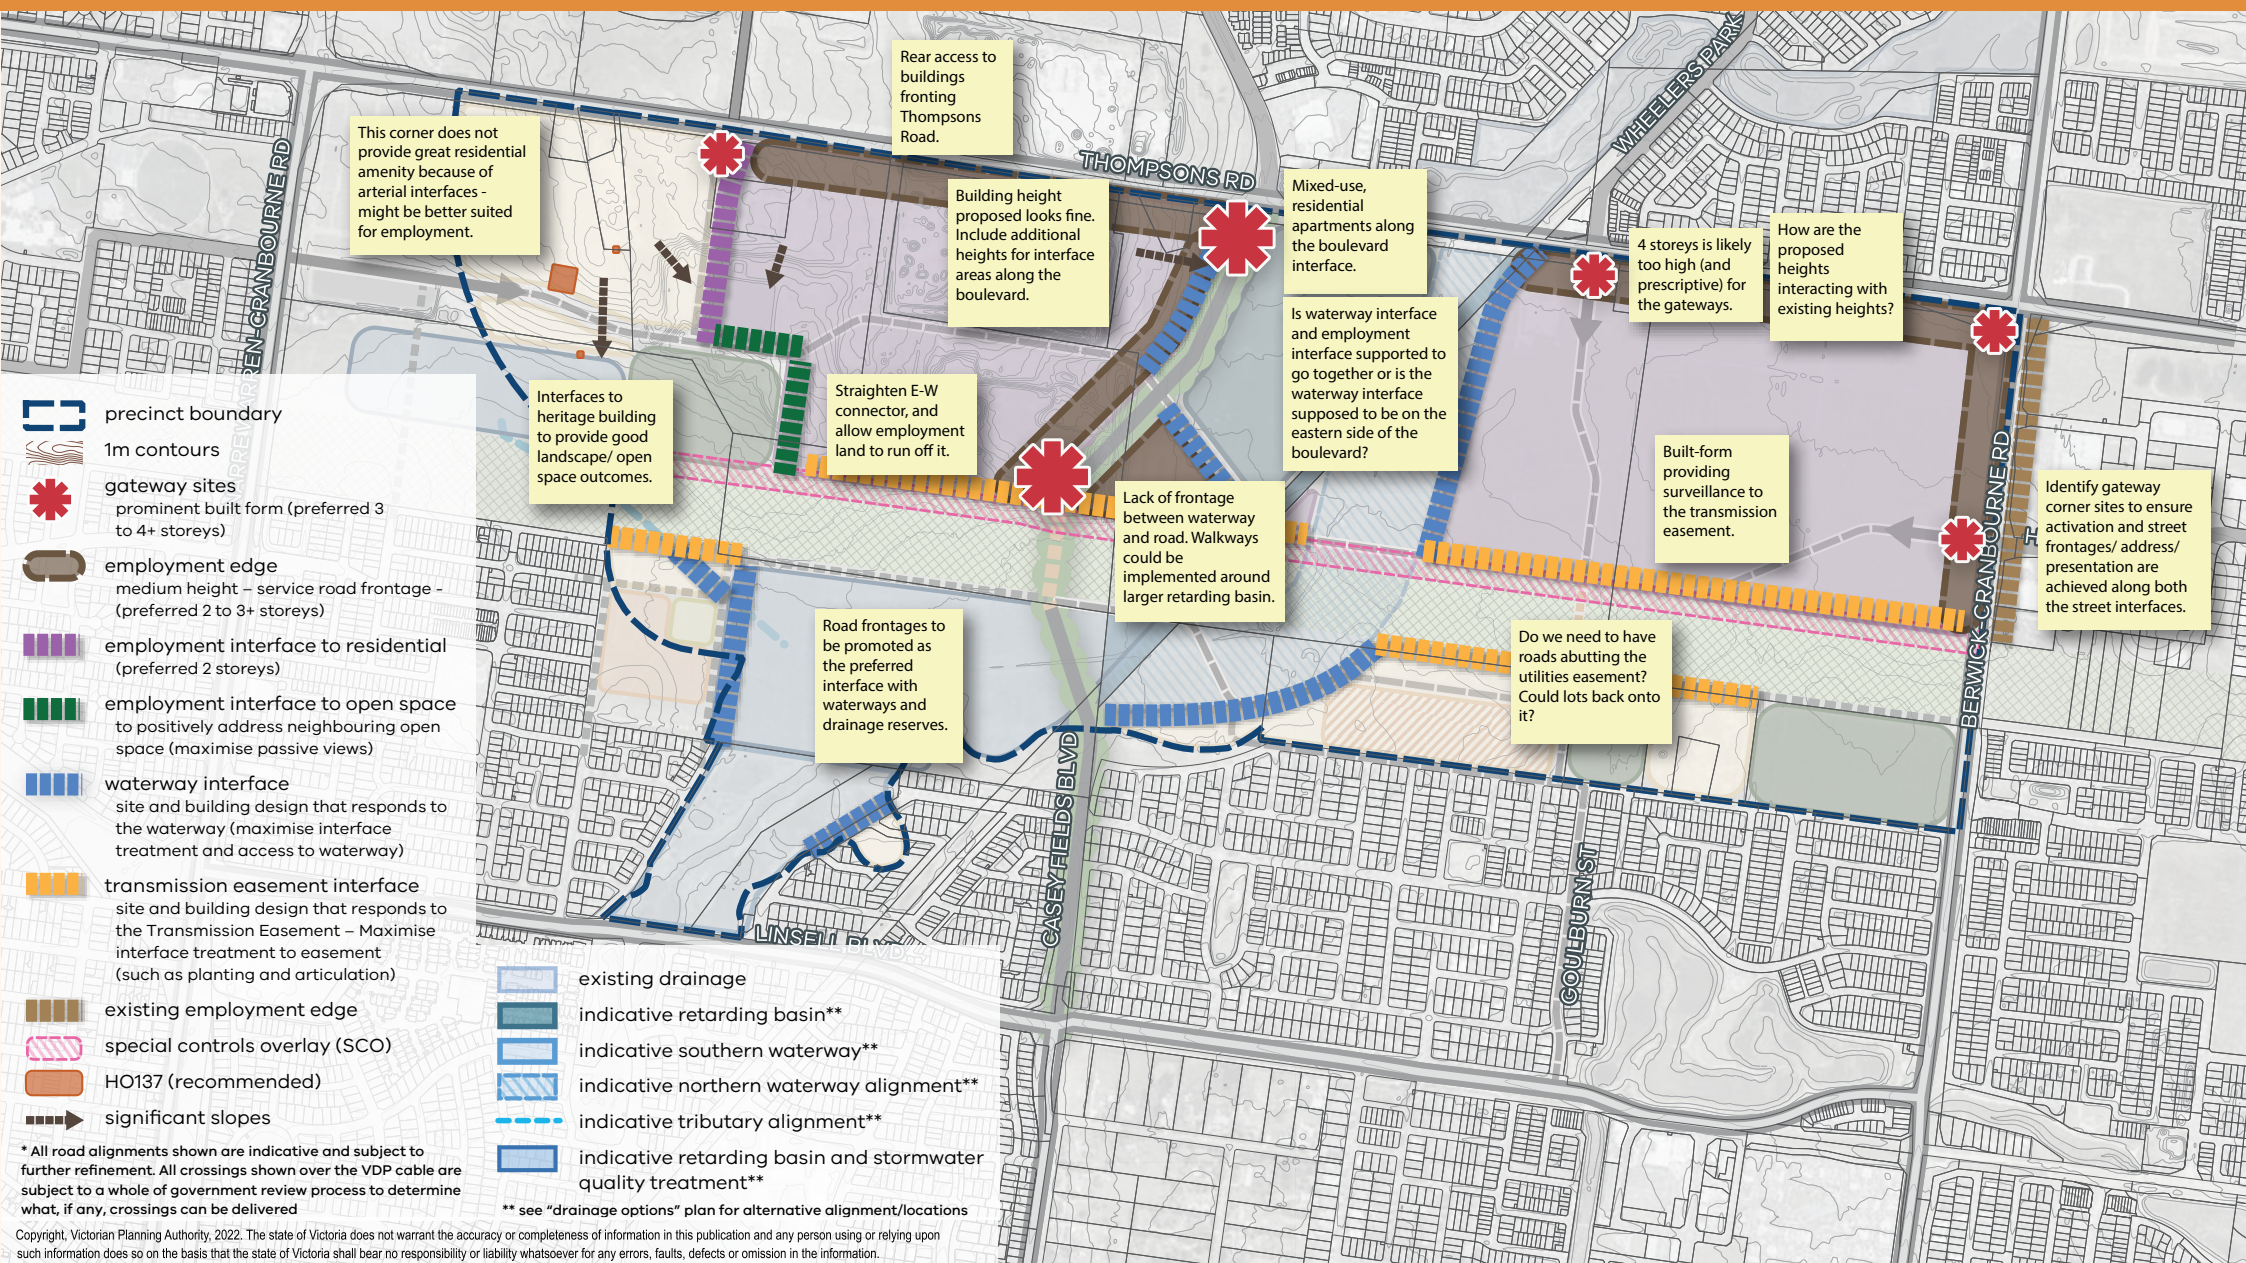 Rear access to
buildings
fronting
Thompsons
Road.
This corner does not
provide great residential
amenity because of
arterial interfaces -
might be better suited
for employment.
THOMPSONS RD
WHEELERS PARK
Building height
proposed looks fine.
Include additional
heights for interface
areas along the
boulevard.
Mixed-use,
residential
apartments along
the boulevard
interface.
4 storeys is likely
too high (and
prescriptive) for
the gateways.
How are the
proposed
heights
interacting with
existing heights?
Is waterway interface
and employment
interface supported to
go together or is the
waterway interface
supposed to be on the
eastern side of the
boulevard?
Interfaces to
heritage building
to provide good
landscape/ open
space outcomes.
Straighten E-W
connector, and
allow employment
land to run off it.
Lack of frontage
between waterway
and road. Walkways
could be
implemented around
larger retarding basin.
Built-form
providing
surveillance to
the transmission
easement.
Identify gateway
corner sites to ensure
activation and street
frontages/ address/
presentation are
achieved along both
the street interfaces.
Road frontages to
be promoted as
the preferred
interface with
waterways and
drainage reserves.
Do we need to have
roads abutting the
utilities easement?
Could lots back onto
it?
NARRE WARREN-CRANBOURNE RD
BERWICK-CRANBOURNE RD
H
CASEY FIELDS BLVD
GOULBURN ST
LINSELL BLVD
precinct boundary
1m contours
gateway sites
prominent built form (preferred 3
to 4+ storeys)
employment edge
medium height – service road frontage -
(preferred 2 to 3+ storeys)
employment interface to residential
(preferred 2 storeys)
employment interface to open space
to positively address neighbouring open
space (maximise passive views)
waterway interface
site and building design that responds to
the waterway (maximise interface
treatment and access to waterway)
transmission easement interface
site and building design that responds to
the Transmission Easement – Maximise
interface treatment to easement
(such as planting and articulation)
existing employment edge
special controls overlay (SCO)
HO137 (recommended)
significant slopes
* All road alignments shown are indicative and subject to
further refinement. All crossings shown over the VDP cable are
subject to a whole of government review process to determine
what, if any, crossings can be delivered
existing drainage
indicative retarding basin**
indicative southern waterway**
indicative northern waterway alignment**
indicative tributary alignment**
indicative retarding basin and stormwater
quality treatment**
** see “drainage options” plan for alternative alignment/locations
Copyright, Victorian Planning Authority, 2022. The state of Victoria does not warrant the accuracy or completeness of information in this publication and any person using or relying upon
such information does so on the basis that the state of Victoria shall bear no responsibility or liability whatsoever for any errors, faults, defects or omission in the information.